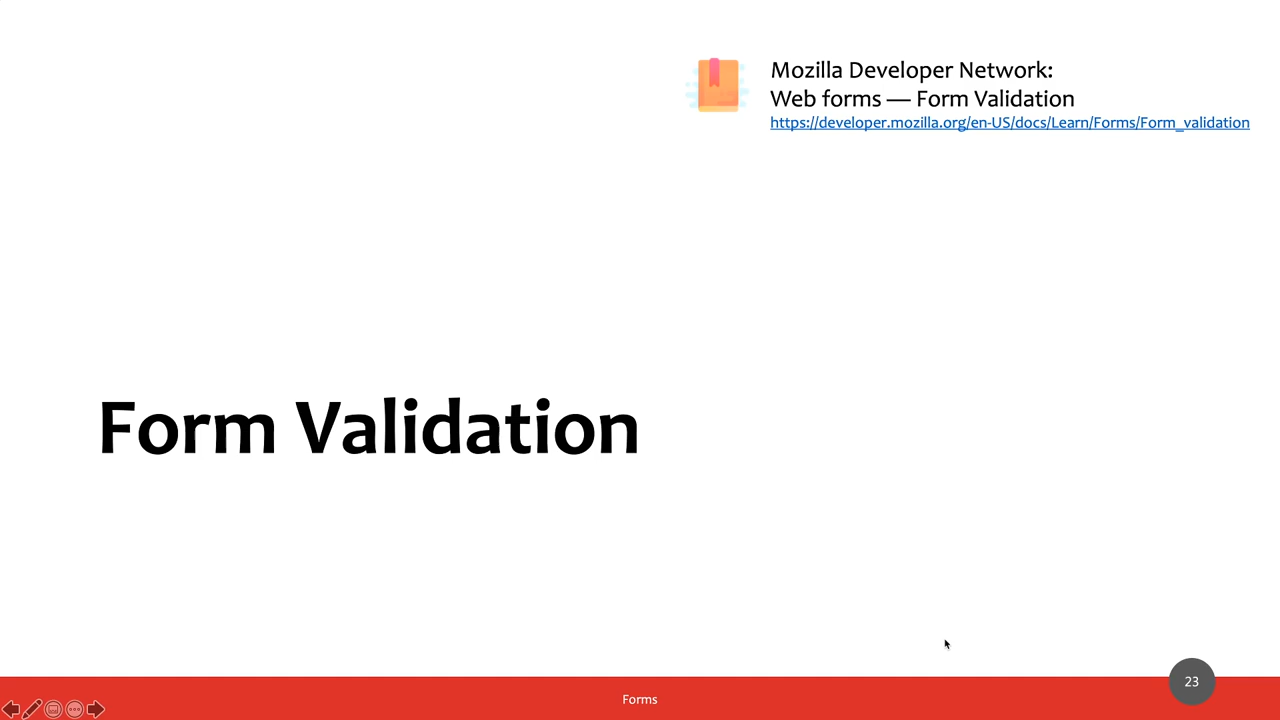 Mozilla Developer Network:
Web forms — Form Validation
https://developer.mozilla.org/en-US/docs/Learn/Forms/Form_validation
Form Validation
Forms
23